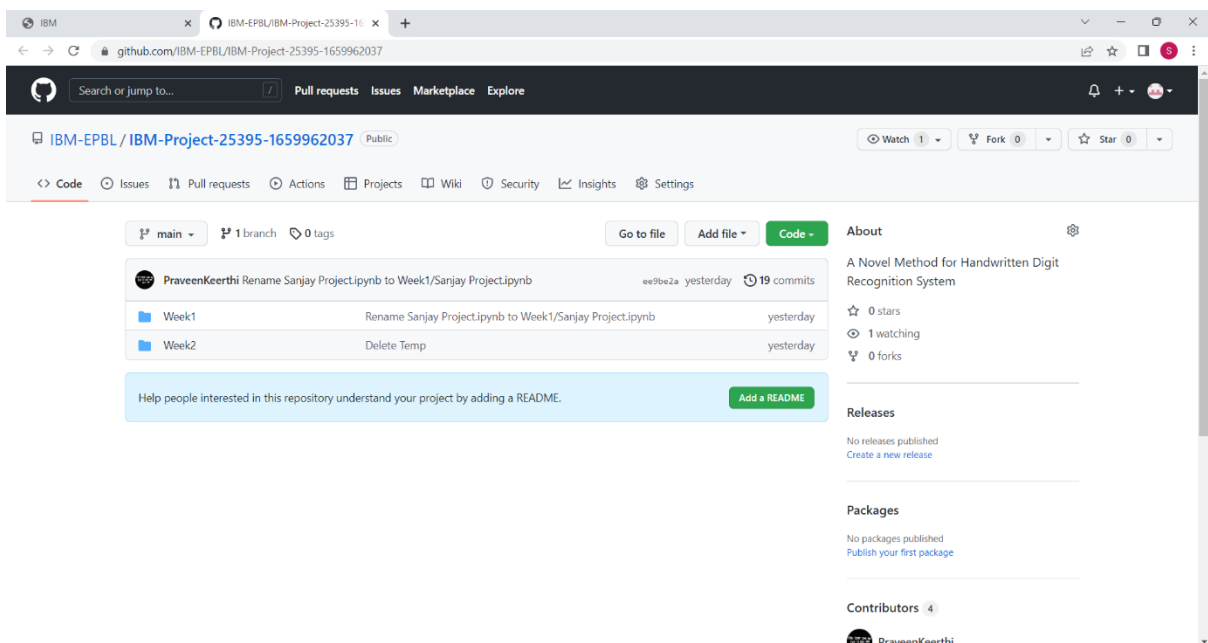 IBM
IBM-EPBL/IBM-Project-25395-16
github.com/IBM-EPBL/IBM-Project-25395-1659962037
S
Search or jump to... /
Pull requests Issues Marketplace Explore
IBM-EPBL / IBM-Project-25395-1659962037 Public
Watch 1 Fork 0 Star 0
<> Code Issues Pull requests Actions Projects Wiki Security Insights Settings
main 1 branch 0 tags Go to file Add file Code
PraveenKeerthi Rename Sanjay Project.ipynb to Week1/Sanjay Project.ipynb ee9be2a yesterday 19 commits
Week1 Rename Sanjay Project.ipynb to Week1/Sanjay Project.ipynb yesterday
Week2 Delete Temp yesterday
Help people interested in this repository understand your project by adding a README. Add a README
About
A Novel Method for Handwritten Digit
Recognition System
0 stars
1 watching
0 forks
Releases
No releases published
Create a new release
Packages
No packages published
Publish your first package
Contributors 4
PraveenKeerthi